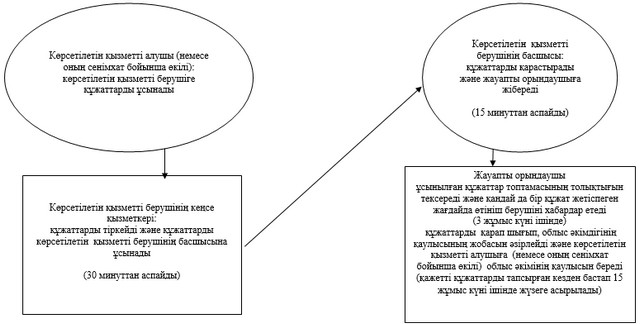 Көрсетілетін қызметті алушы (немесе
оның сенімхат бойынша өкілі):
көрсетілетін қызметті берушіге
құжаттарды ұсынады
Көрсетілетін қызметті берушінің кеңсе
қызметкері:
құжаттарды тіркейді және құжаттарды
көрсетілетін қызметті берушінің басшысына
ұсынады
(30 минуттан аспайды)
Көрсетілетін қызметті
берушінің басшысы:
құжаттарды қарастырады
және жауапты орындаушыға
жібереді
(15 минуттан аспайды)
Жауапты орындаушы
ұсынылған құжаттар топтамасының толықтығын
тексереді және қандай да бір құжат жетіспеген
жағдайда өтініш берушіні хабардар етеді
(3 жұмыс күні ішінде)
құжаттарды қарап шығып, облыс әкімдігінің
қаулысының жобасын әзірлейді және көрсетілетін
қызметті алушыға (немесе оның сенімхат
бойынша өкілі) облыс әкімінің қаулысын береді
(қажетті құжаттарды тапсырған кезден бастап 15
жұмыс күні ішінде жүзеге асырылады)